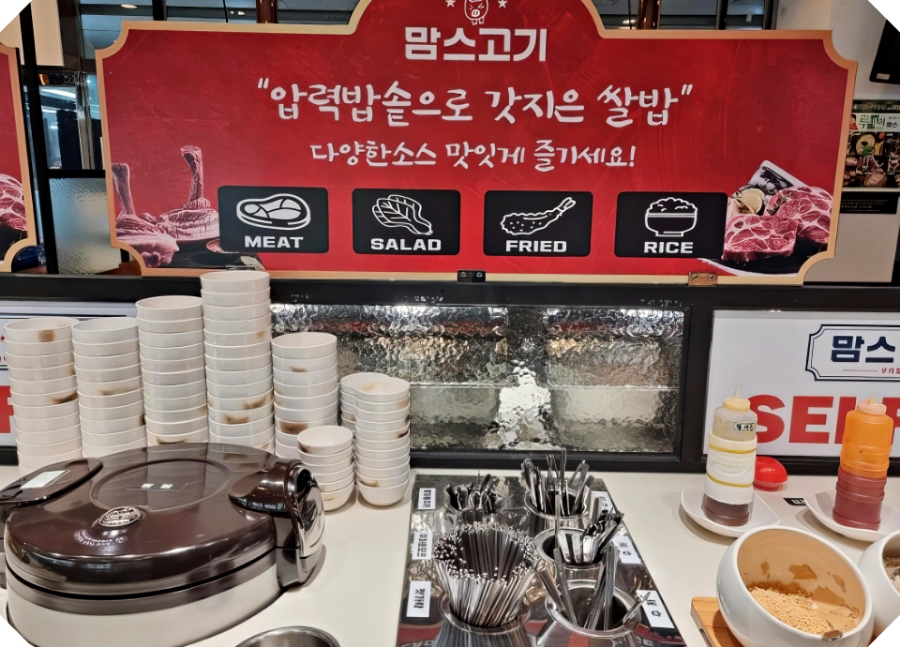 맘스고기
"압력밥솥으로 갓지은 쌀밥"
다양한소스 맛있게 즐기세요!
MEAT
SALAD
FRIED
RICE
맘스
SELF